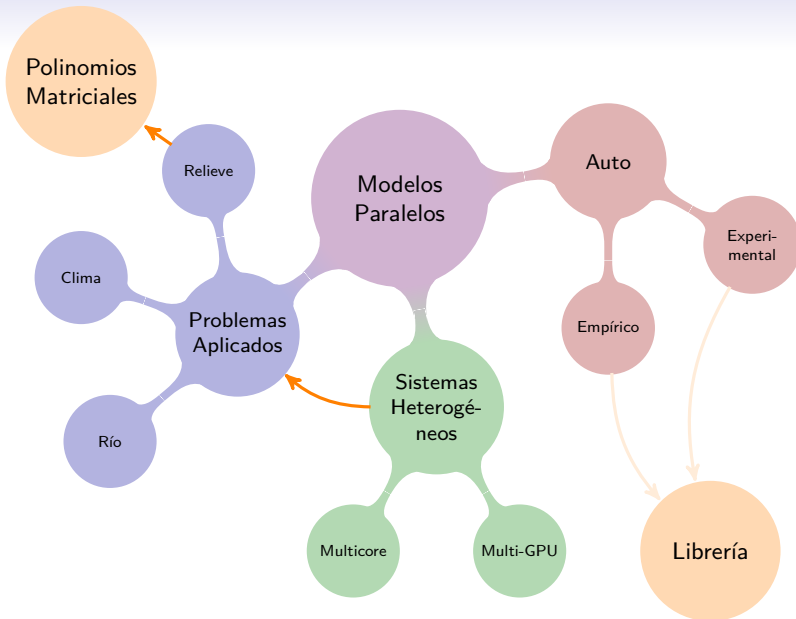 Polinomios
Matriciales
Relieve
Modelos
Paralelos
Auto
Experi-
mental
Clima
Problemas
Aplicados
Empírico
Sistemas
Heterogé-
neos
Río
Multicore
Multi-GPU
Librería